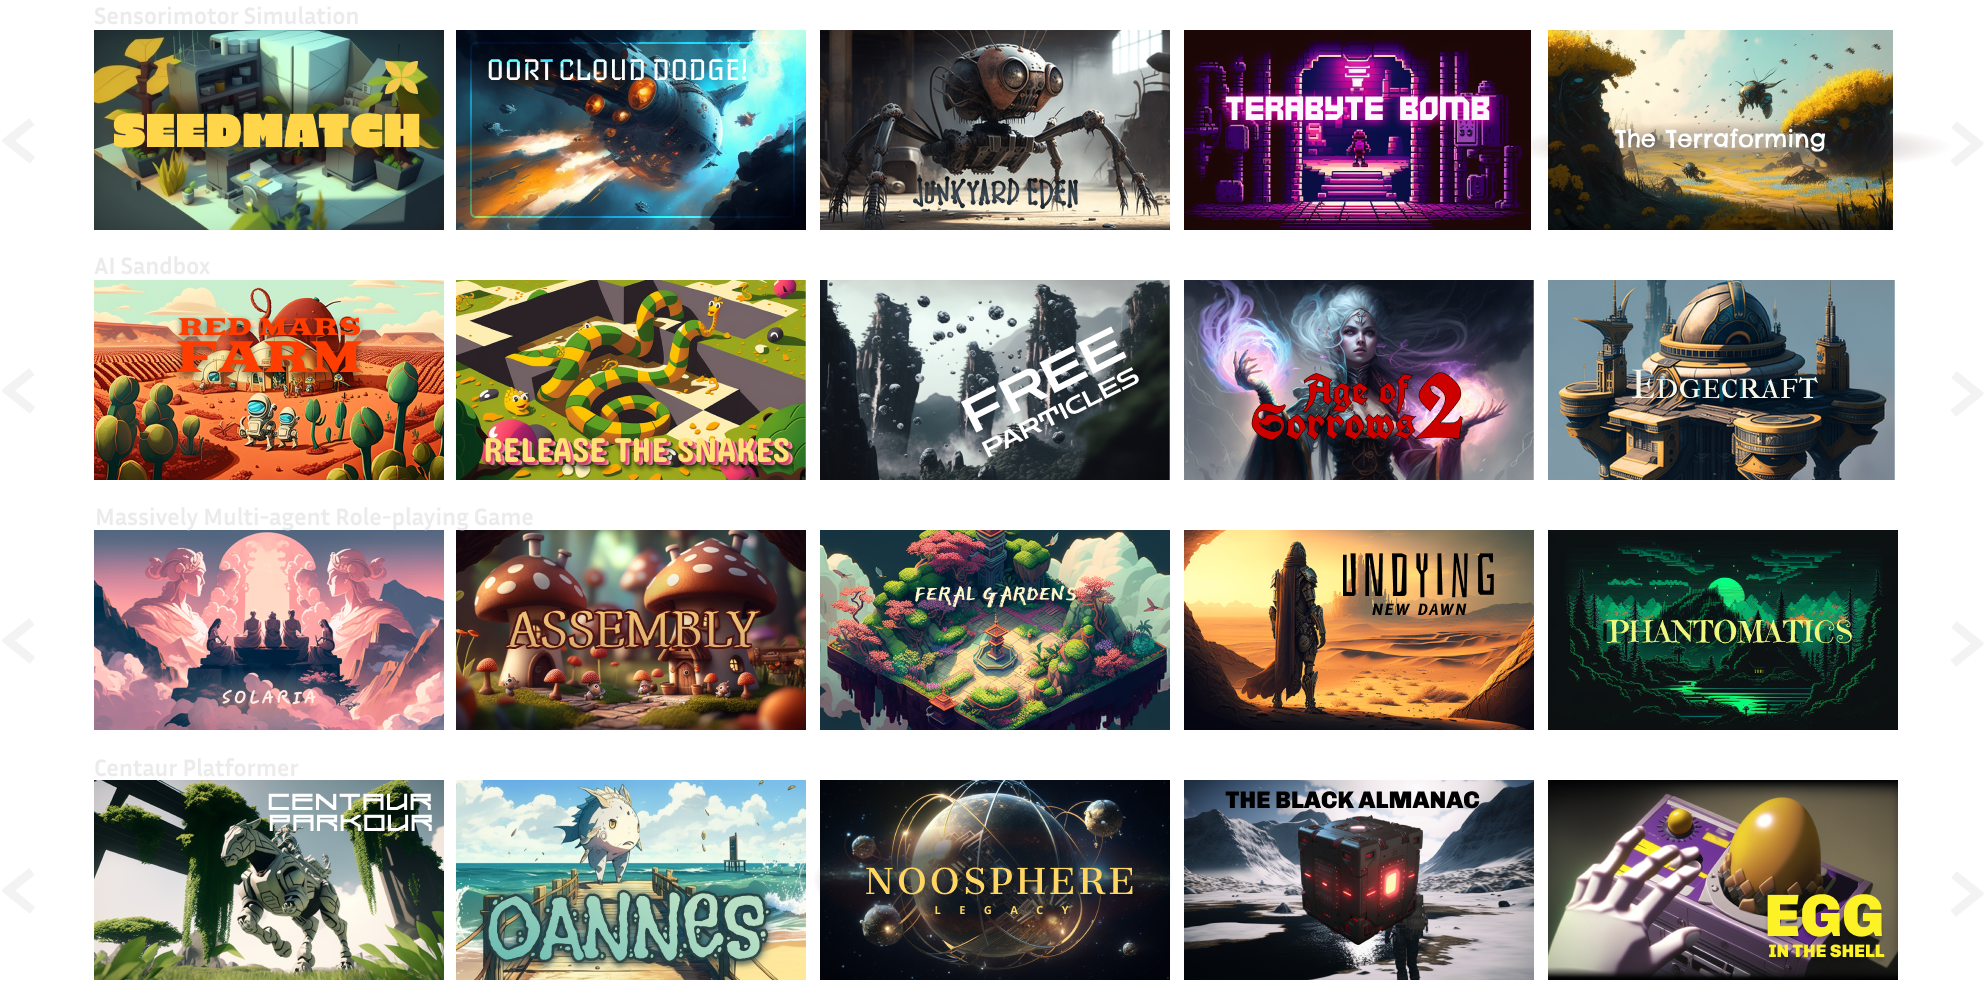 Sensorimotor Simulation
SEEDMATCH
OORT CLOUD DODGE!
JUNKYARD EDEN
TERABYTE BOMB
The Terraforming
AI Sandbox
RED MARS
FARM
RELEASE THE SNAKES
FREE
PARTICLES
Age of
Sorrows 2
EDGECRAFT
Massively Multi-agent Role-playing Game
SOLARIA
ASSEMBLY
FERAL GARDENS
UNDYING
NEW DAWN
PHANTOMATICS
Centaur Platformer
CENTAUR
PARKOUR
OANNES
NOOSPHERE
LEGACY
THE BLACK ALMANAC
EGG
IN THE SHELL